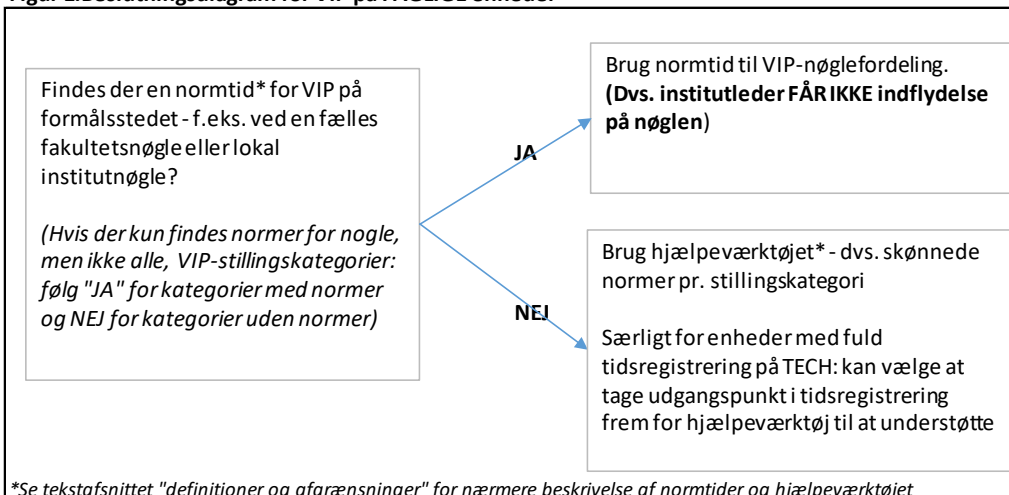 Figur 1.Beslutningsdiagram for VIP på FAGLIGE enheder
Findes der en normtid* for VIP på
formålsstedet - f.eks. ved en fælles
fakultetsnøgle eller lokal
institutnøgle?
(Hvis der kun findes normer for nogle,
men ikke alle, VIP-stillingskategorier:
følg "JA" for kategorier med normer
og NEJ for kategorier uden normer)
JA
Brug normtid til VIP-nøglefordeling.
(Dvs. institutleder FÅR IKKE indflydelse
på nøglen)
NEJ
Brug hjælpeværktøjet* - dvs. skønnede
normer pr. stillingskategori
Særligt for enheder med fuld
tidsregistrering på TECH: kan vælge at
tage udgangspunkt i tidsregistrering
frem for hjælpeværktøj til at understøtte
*Se tekstafsnittet "definitioner og afgrænsninger" for nærmere beskrivelse af normtider og hjælpeværktøjet